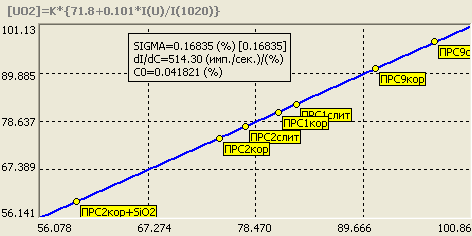 [UO2]=K*{71.8+0.101*I(U)/I(1020)}
101.13
SIGMA=0.16835 (%) [0.16835]
dI/dC=514.30 (имп./сек.)/(%)
C0=0.041821 (%)
ПРС9с
89.885
ПРС9кор
78.637
ПРС1слит
ПРС1кор
ПРС2слит
ПРС2кор
67.389
ПРС2кор+SiO2
56.141
56.078
67.274
78.470
89.666
100.86